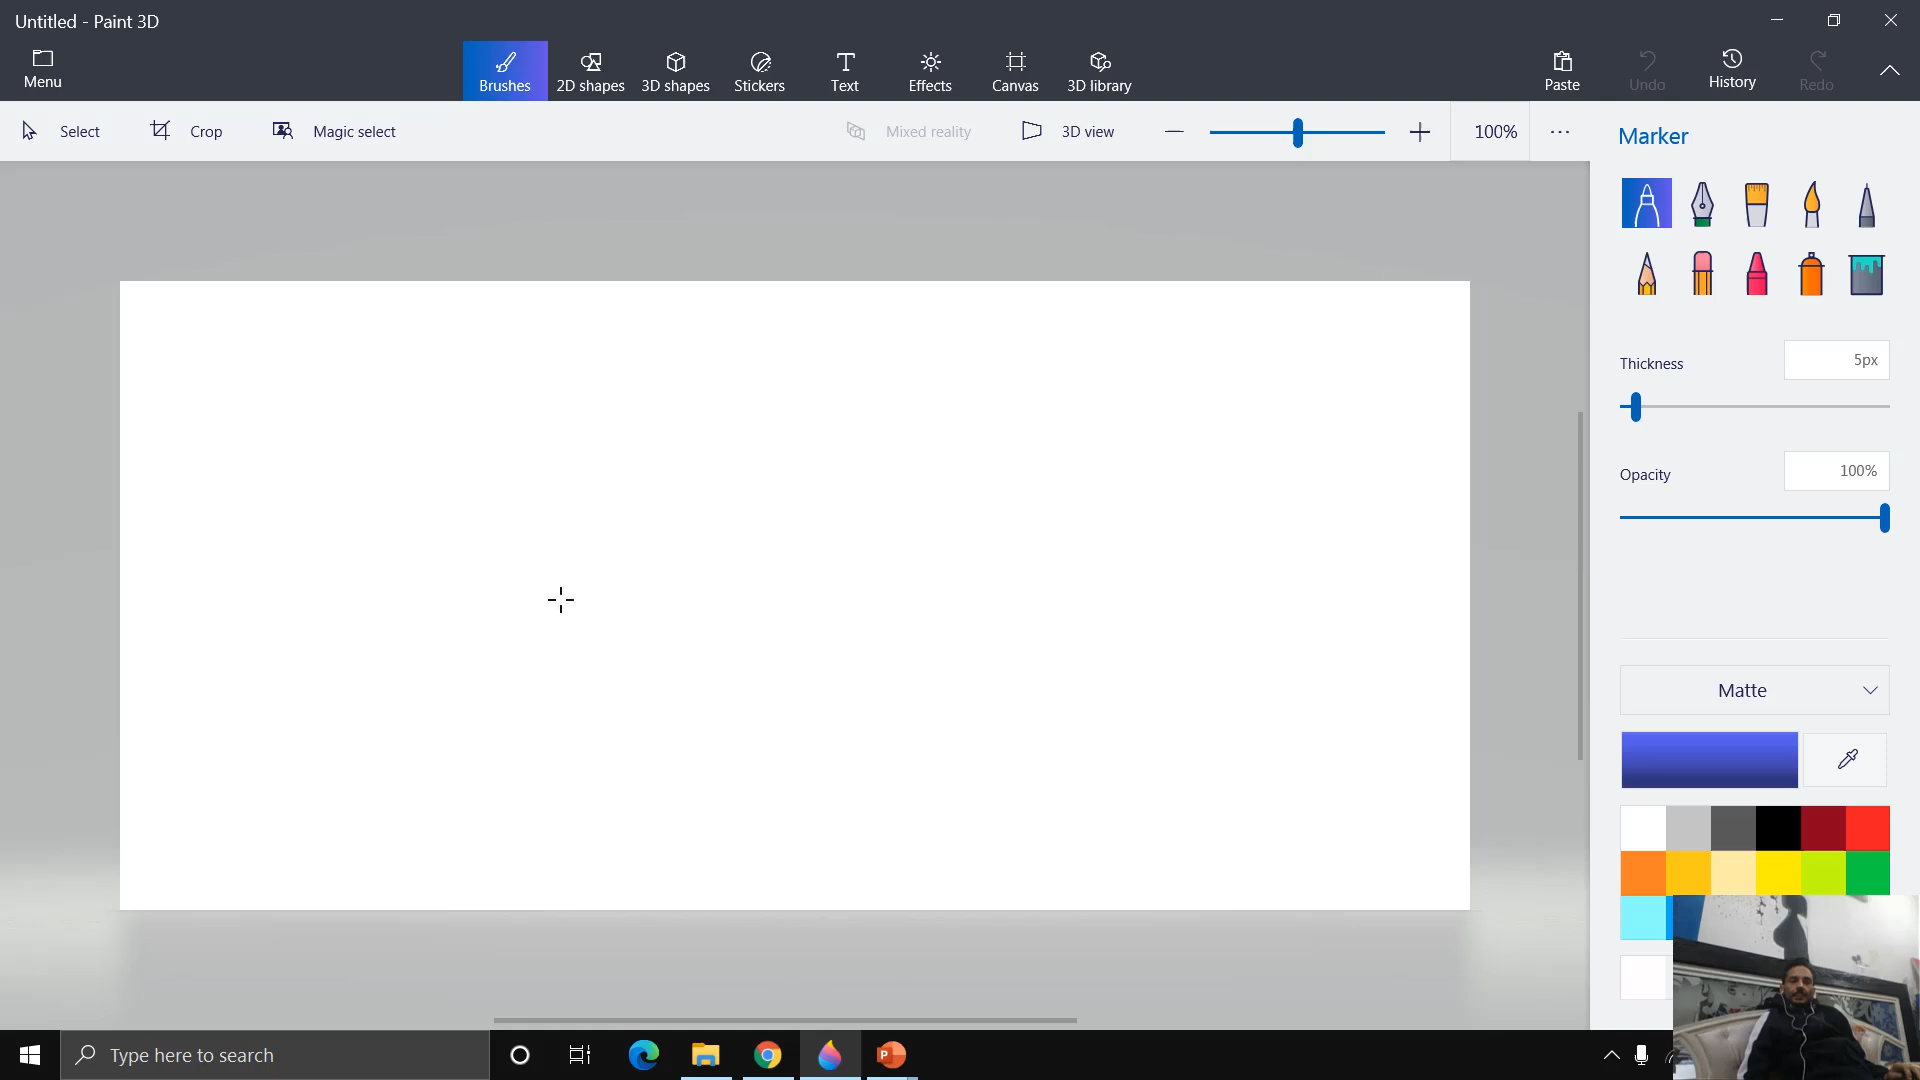 Untitled - Paint 3D
Menu
Brushes 2D shapes 3D shapes Stickers Text Effects Canvas 3D library
Paste Undo History Redo
Select Crop Magic select Mixed reality 3D view 100%
Marker
Thickness 5px
Opacity 100%
Matte
Type here to search